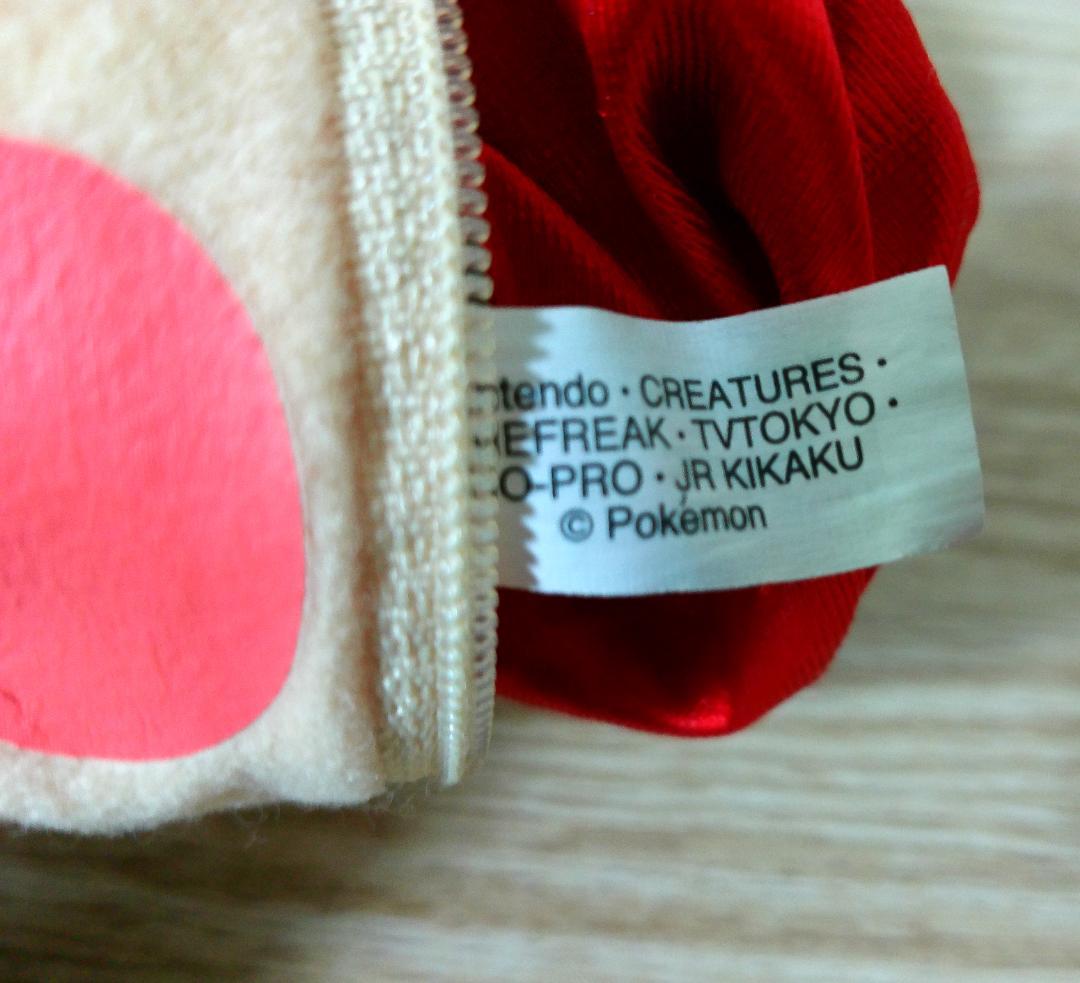 ntendo · CREATURES ·
EFREAK · TVTOKYO ·
O-PRO · JR KIKAKU
© Pokémon